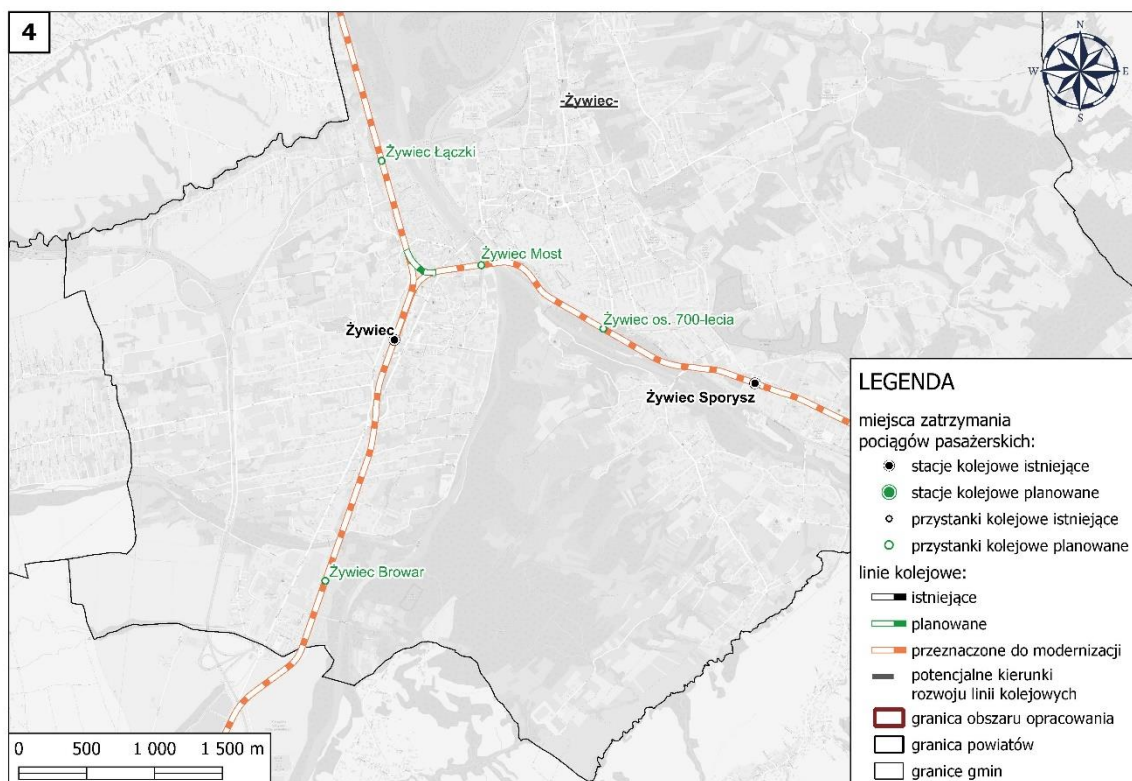 4
N
W
E
S
-Żywiec-
Żywiec Łączki
Żywiec Most
Żywiec os. 700-lecia
Żywiec
Żywiec Sporysz
Żywiec Browar
LEGENDA
miejsca zatrzymania
pociągów pasażerskich:
stacje kolejowe istniejące
stacje kolejowe planowane
przystanki kolejowe istniejące
przystanki kolejowe planowane
linie kolejowe:
istniejące
planowane
przeznaczone do modernizacji
potencjalne kierunki
rozwoju linii kolejowych
granica obszaru opracowania
granica powiatów
granice gmin
0 500 1 000 1 500 m